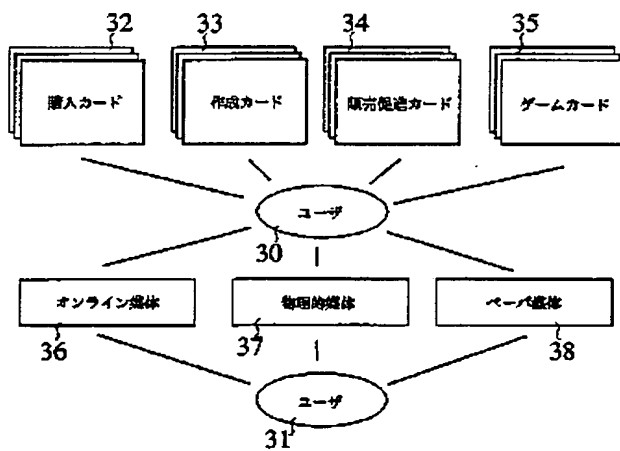 32
33
34
35
購入カード
作成カード
販売促進カード
ゲームカード
ユーザ
30
オンライン媒体
物理的媒体
ペーパ媒体
36
37
38
ユーザ
31